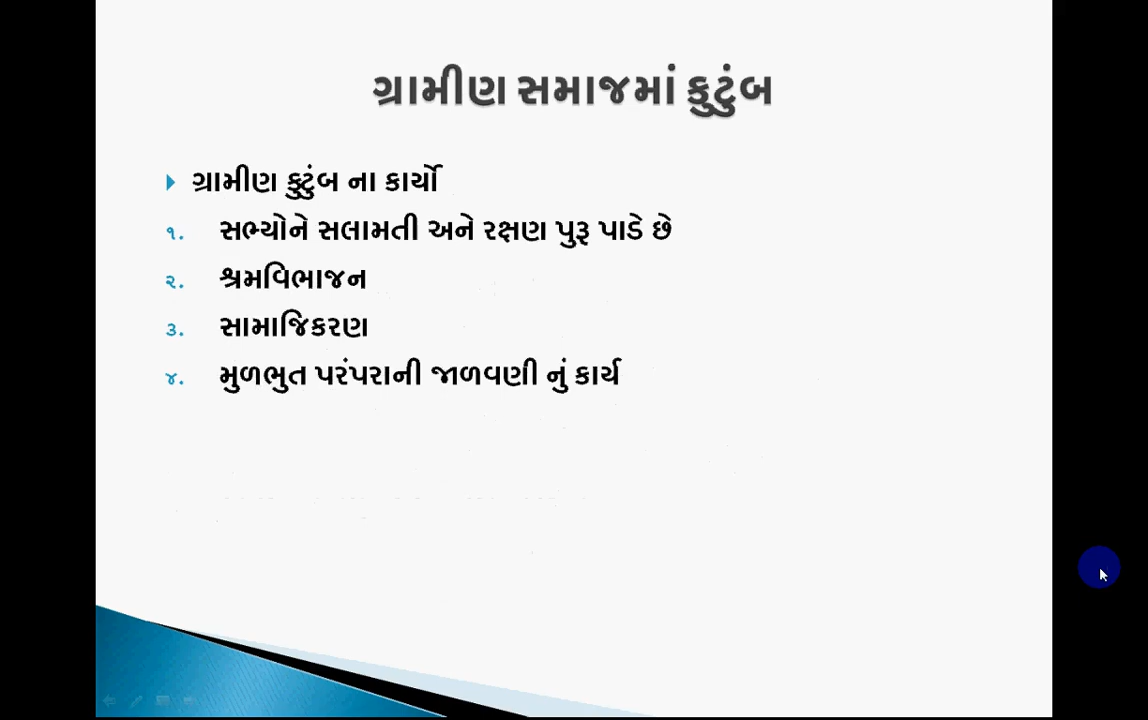 ગ્રામીણ સમાજમાં કુટુંબ
ગ્રામીણ કુટુંબ ના કાર્યો
૧. સભ્યોને સલામતી અને રક્ષણ પુરૂ પાડે છે
૨. શ્રમવિભાજન
૩. સામાજિકરણ
૪. મુળભુત પરંપરાની જાળવણી નું કાર્ય